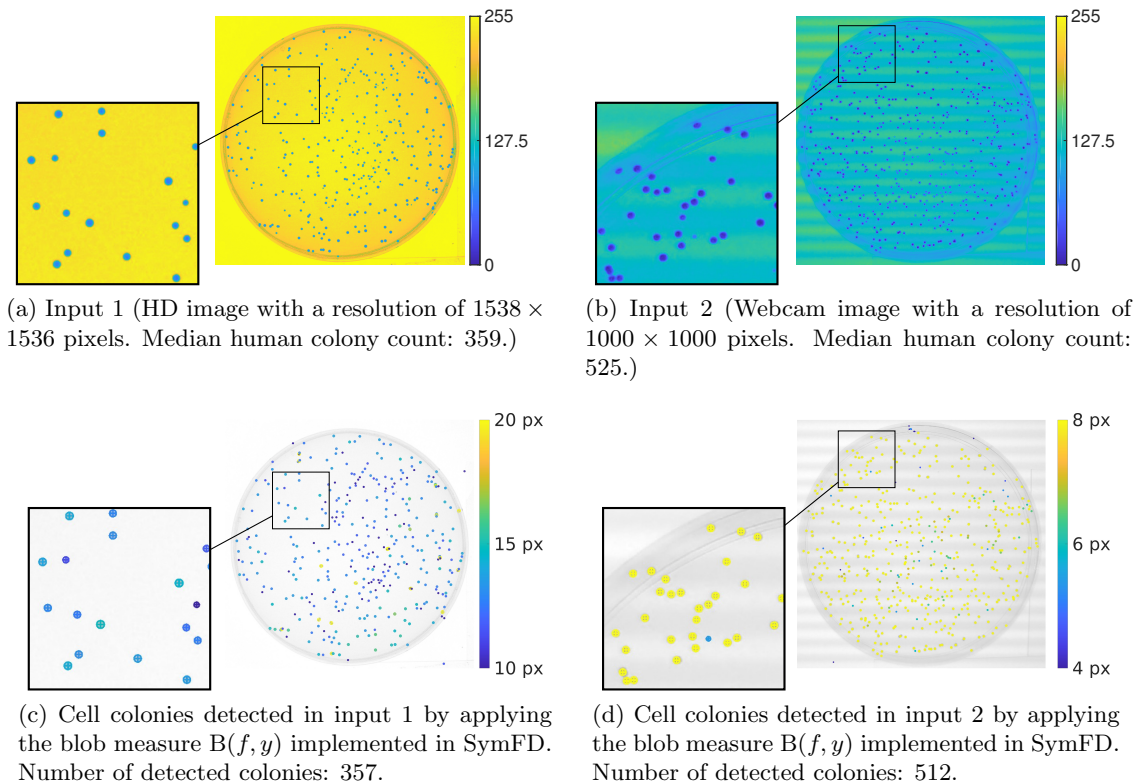 255
127.5
0
255
127.5
0
(a) Input 1 (HD image with a resolution of 1538 ×
1536 pixels. Median human colony count: 359.)
(b) Input 2 (Webcam image with a resolution of
1000 × 1000 pixels. Median human colony count:
525.)
20 px
15 px
10 px
8 px
6 px
4 px
(c) Cell colonies detected in input 1 by applying
the blob measure B(f, y) implemented in SymFD.
Number of detected colonies: 357.
(d) Cell colonies detected in input 2 by applying
the blob measure B(f, y) implemented in SymFD.
Number of detected colonies: 512.